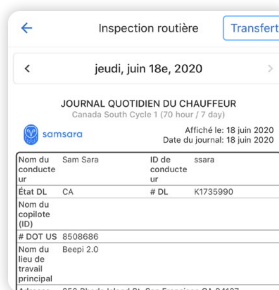 Inspection routière
Transfert
jeudi, juin 18e, 2020
JOURNAL QUOTIDIEN DU CHAUFFEUR
Canada South Cycle 1 (70 hour / 7 day)
samsara
Affiché le: 18 juin 2020
Date du journal: 18 juin 2020
Nom du conducte ur Sam Sara ID de conducte ur ssara
État DL CA # DL K1735990
Nom du copilote (ID)
# DOT US 8508686
Nom du lieu de travail principal Beepi 2.0